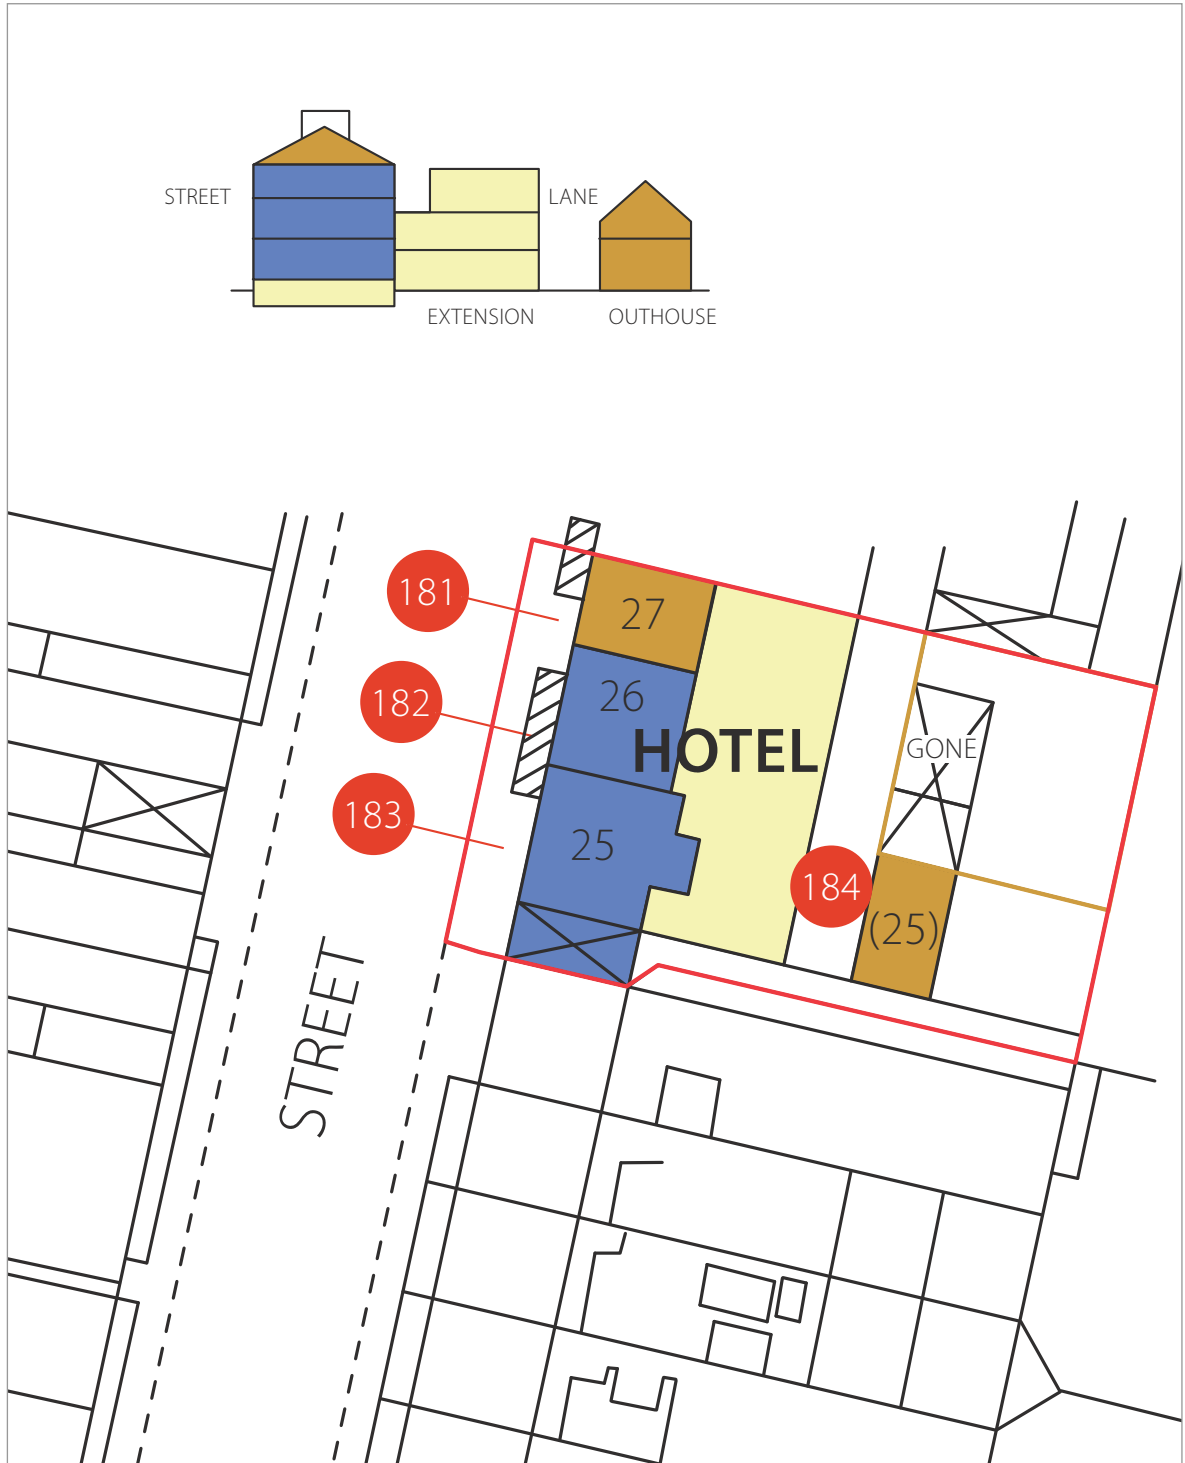 STREET
LANE
EXTENSION
OUTHOUSE
181
27
182
26
HOTEL
GONE
183
25
184
(25)
STREET